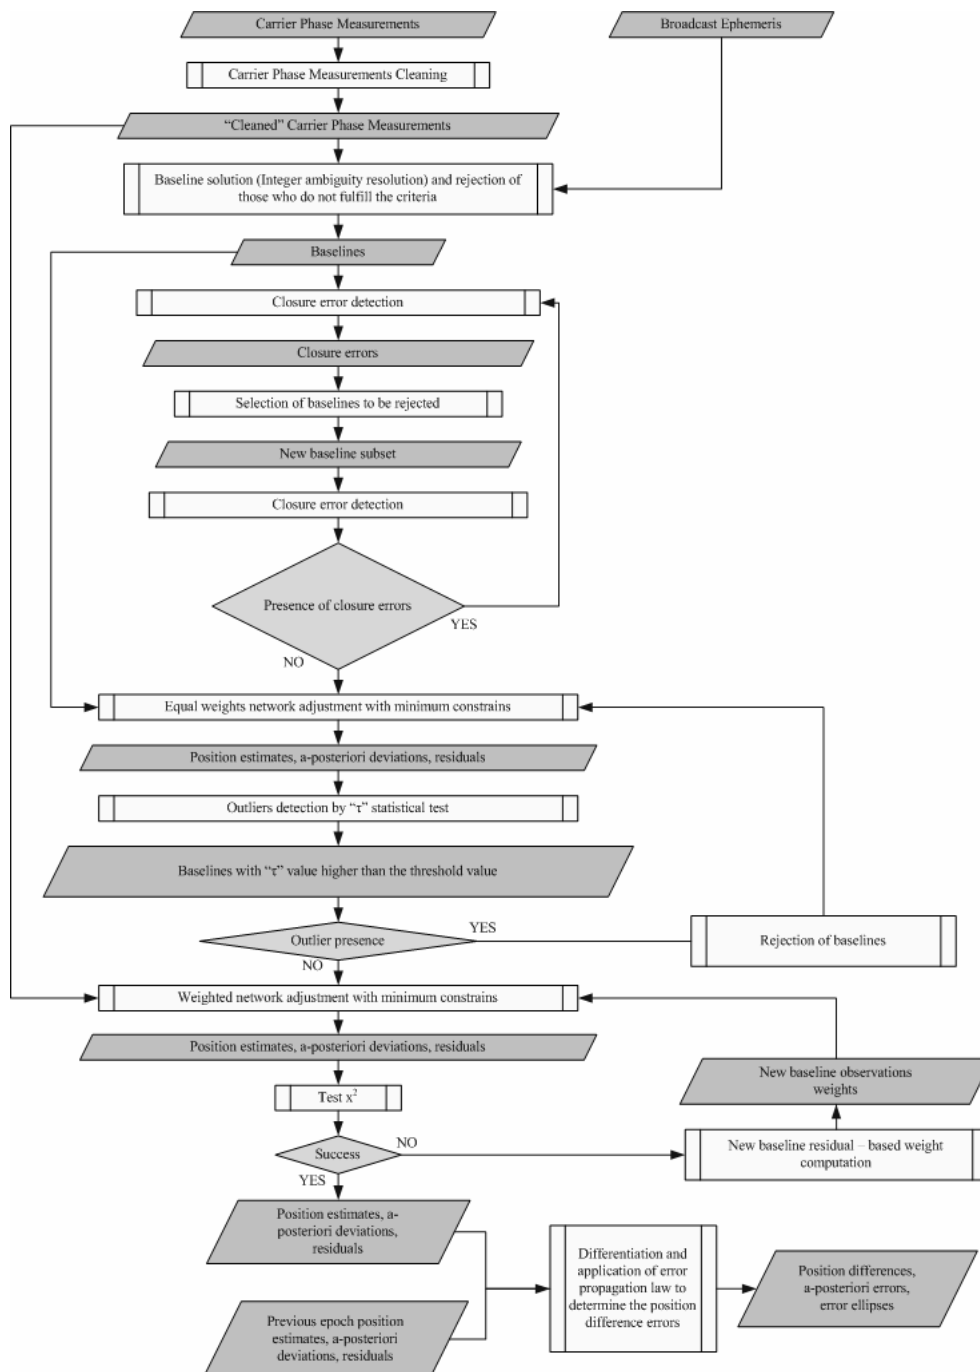 Carrier Phase Measurements
Broadcast Ephemeris
Carrier Phase Measurements Cleaning
“Cleaned” Carrier Phase Measurements
Baseline solution (Integer ambiguity resolution) and rejection of
those who do not fulfill the criteria
Baselines
Closure error detection
Closure errors
Selection of baselines to be rejected
New baseline subset
Closure error detection
Presence of closure errors
YES
NO
Equal weights network adjustment with minimum constrains
Position estimates, a-posteriori deviations, residuals
Outliers detection by “τ” statistical test
Baselines with “τ” value higher than the threshold value
Outlier presence
YES
NO
Rejection of baselines
Weighted network adjustment with minimum constrains
Position estimates, a-posteriori deviations, residuals
New baseline observations
weights
Test x²
Success
NO
YES
New baseline residual – based weight
computation
Position estimates, a-
posteriori deviations,
residuals
Differentiation and
application of error
propagation law to
determine the position
difference errors
Position differences,
a-posteriori errors,
error ellipses
Previous epoch position
estimates, a-posteriori
deviations, residuals